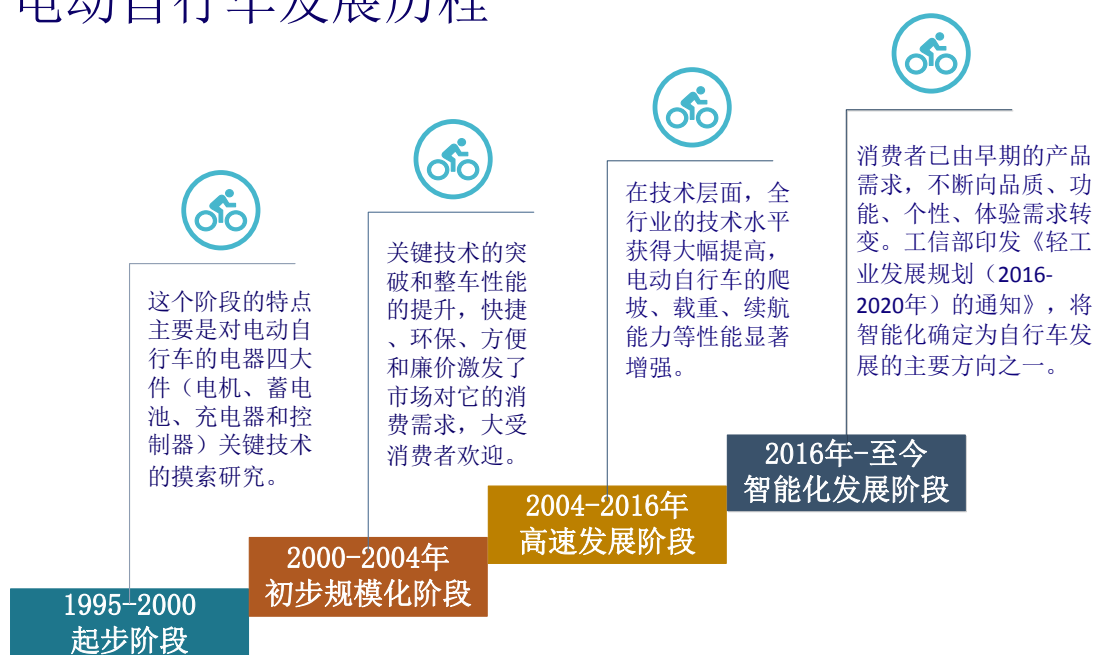 电动自行车发展历程
这个阶段的特点
主要是对电动自
行车的电器四大
件（电机、蓄电
池、充电器和控
制器）关键技术
的摸索研究。
1995-2000
起步阶段
关键技术的突
破和整车性能
的提升，快捷
、环保、方便
和廉价激发了
市场对它的消
费需求，大受
消费者欢迎。
2000-2004年
初步规模化阶段
在技术层面，全
行业的技术水平
获得大幅提高，
电动自行车的爬
坡、载重、续航
能力等性能显著
增强。
2004-2016年
高速发展阶段
消费者已由早期的产品
需求，不断向品质、功
能、个性、体验需求转
变。工信部印发《轻工
业发展规划（2016-
2020年）的通知》，将
智能化确定为自行车发
展的主要方向之一。
2016年-至今
智能化发展阶段